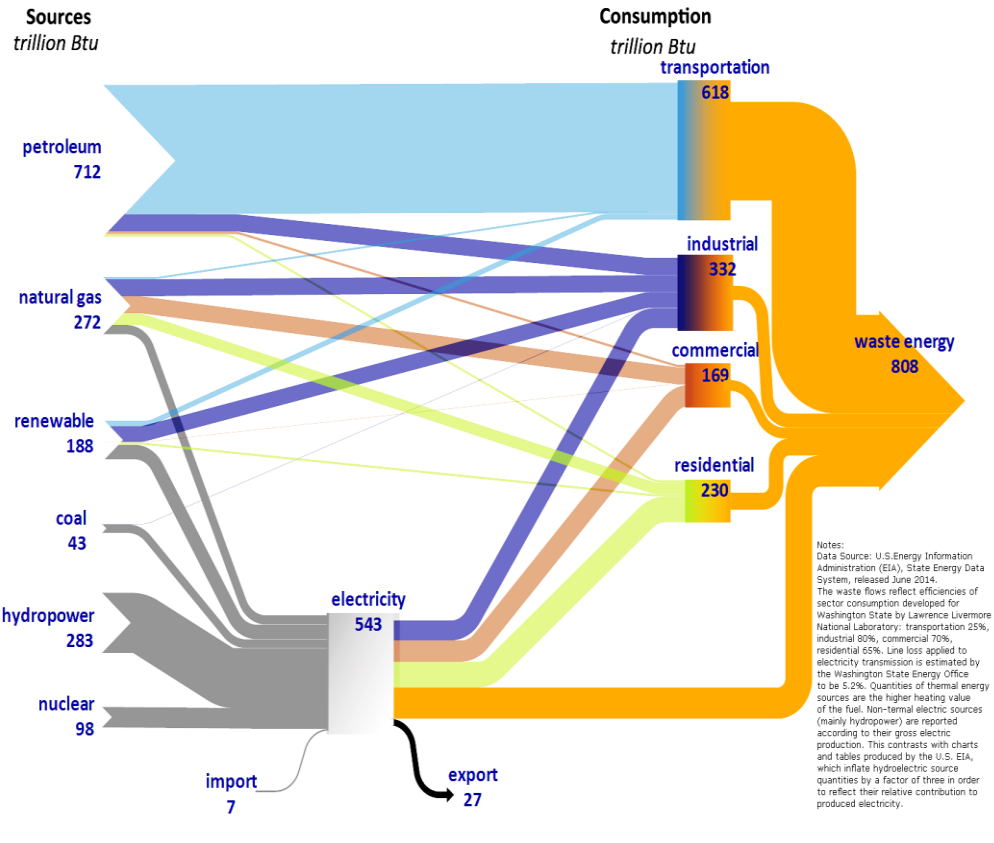 Sources
trillion Btu
Consumption
trillion Btu
transportation
618
petroleum
712
industrial
332
natural gas
272
commercial
169
waste energy
808
renewable
188
residential
230
coal
43
hydropower
283
electricity
543
nuclear
98
import
7
export
27
Notes:
Data Source: U.S.Energy Information
Administration (EIA), State Energy Data
System, released June 2014.
The waste flows reflect efficiencies of
sector consumption developed for
Washington State by Lawrence Livermore
National Laboratory: transportation 25%,
industrial 80%, commercial 70%,
residential 65%. Line loss applied to
electricity transmission is estimated by
the Washington State Energy Office
to be 5.2%. Quantities of thermal energy
sources are the higher heating value
of the fuel. Non-termal electric sources
(mainly hydropower) are reported
according to their gross electric
production. This contrasts with charts
and tables produced by the U.S. EIA,
which inflate hydroelectric source
quantities by a factor of three in order
to reflect their relative contribution to
produced electricity.